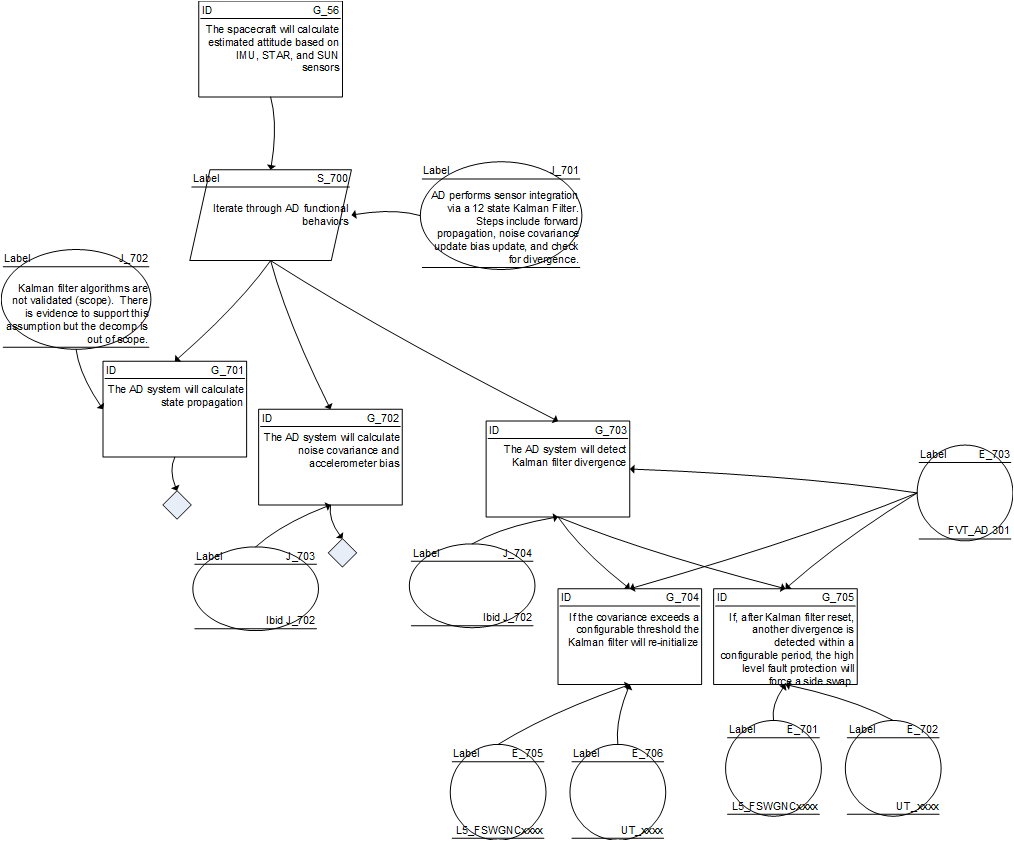 ID G_56
The spacecraft will calculate
estimated attitude based on
IMU, STAR, and SUN
sensors
Label S_700
Iterate through AD functional
behaviors
Label I_701
AD performs sensor integration
via a 12 state Kalman Filter.
Steps include forward
propagation, noise covariance
update bias update, and check
for divergence.
Label J_702
Kalman filter algorithms are
not validated (scope). There
is evidence to support this
assumption but the decomp is
out of scope.
ID G_701
The AD system will calculate
state propagation
ID G_702
The AD system will calculate
noise covariance and
accelerometer bias
ID G_703
The AD system will detect
Kalman filter divergence
Label E_703
FVT_AD 301
Label J_703
Ibid J_702
Label J_704
Ibid J_702
ID G_704
If the covariance exceeds a
configurable threshold the
Kalman filter will re-initialize
ID G_705
If, after Kalman filter reset,
another divergence is
detected within a
configurable period, the high
level fault protection will
force a side swap
Label E_705
L5_FSWGNCxxxx
Label E_706
UT_xxxx
Label E_701
L5_FSWGNCxxxx
Label E_702
UT_xxxx